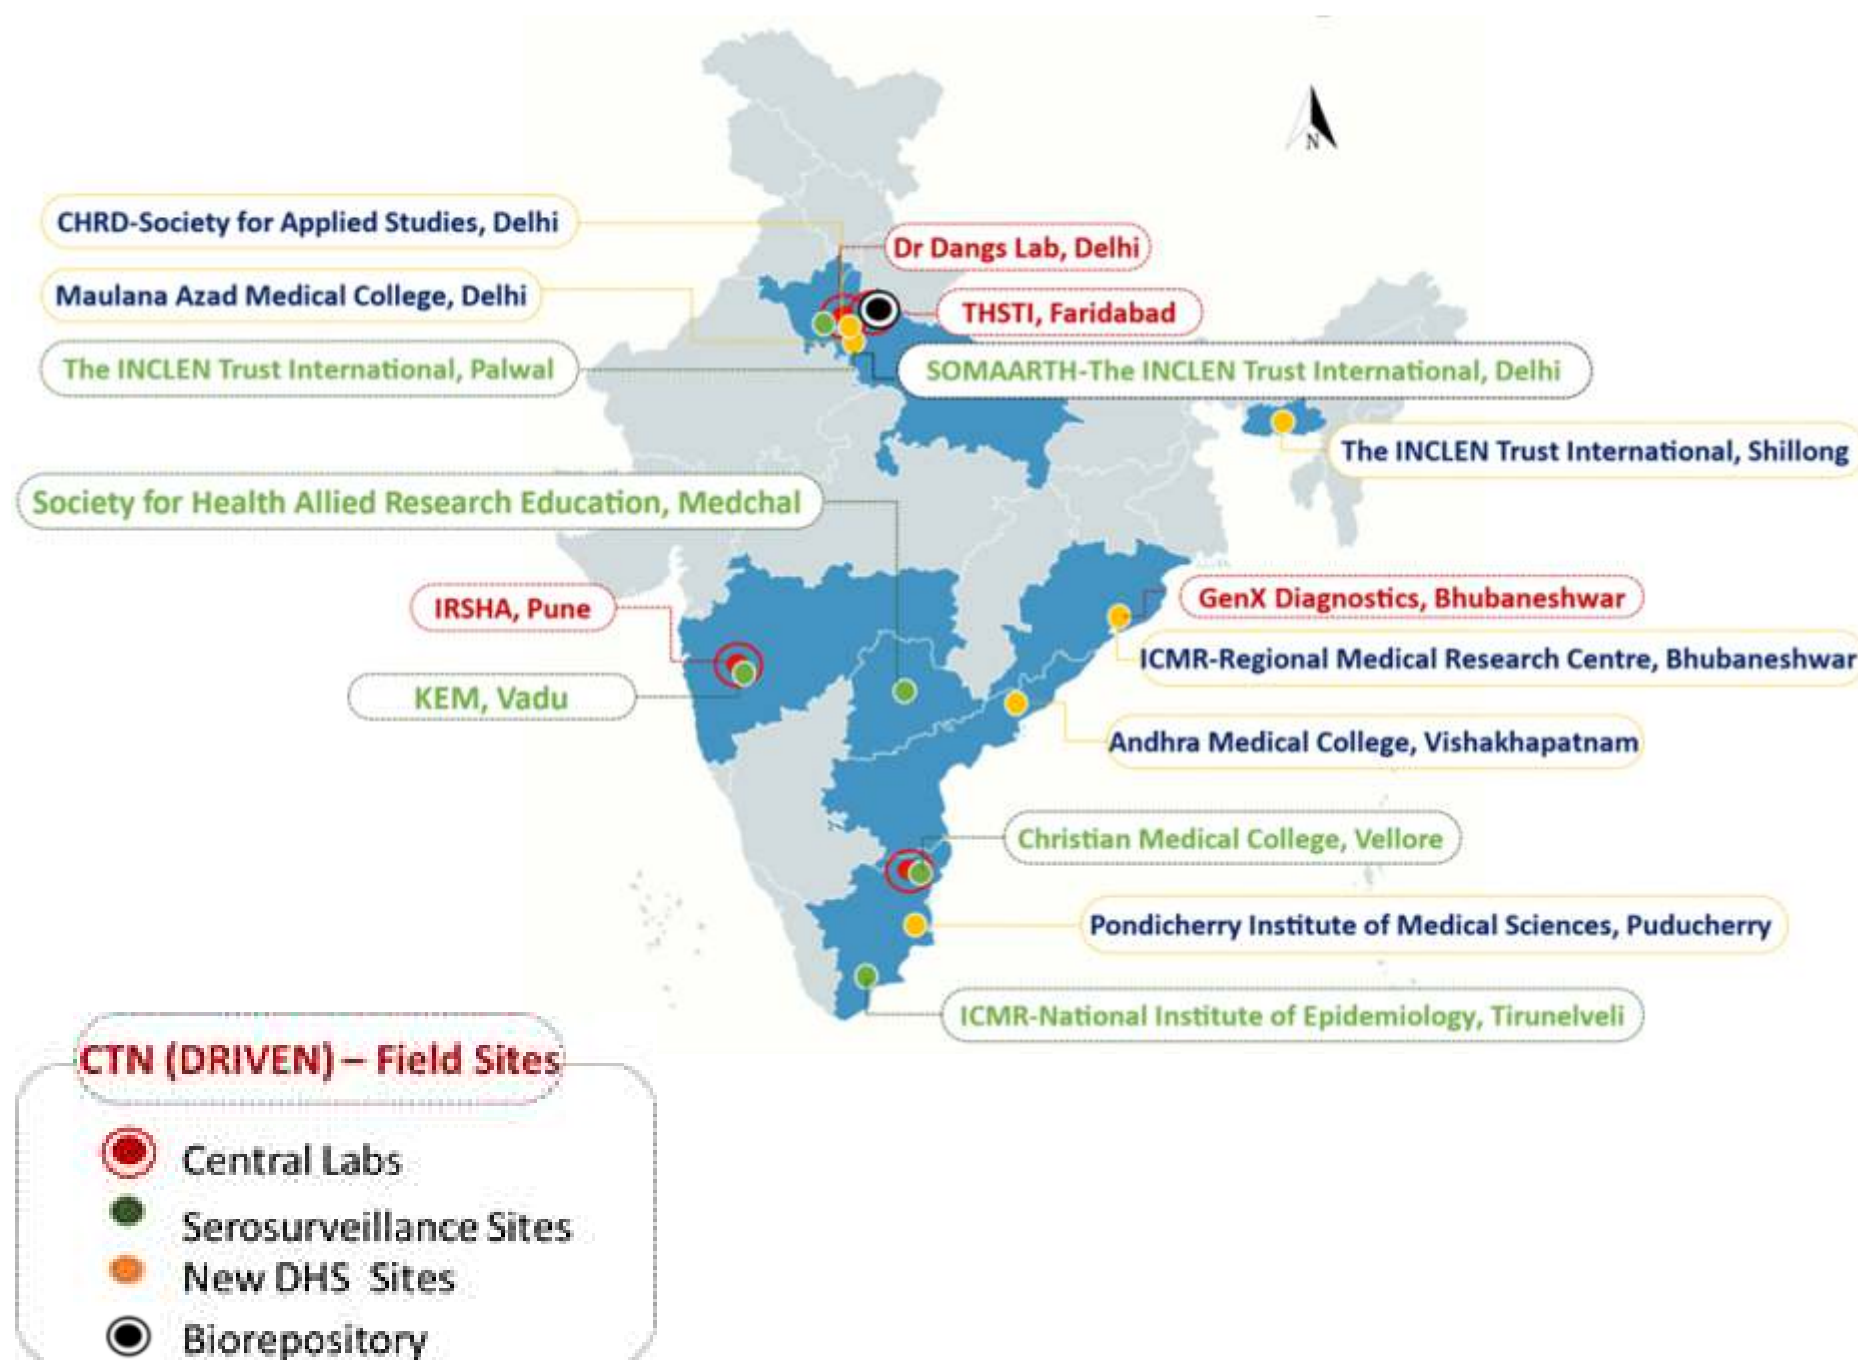 N
CHRD-Society for Applied Studies, Delhi
Dr Dangs Lab, Delhi
Maulana Azad Medical College, Delhi
THSTI, Faridabad
The INCLEN Trust International, Palwal
SOMAARTH-The INCLEN Trust International, Delhi
The INCLEN Trust International, Shillong
Society for Health Allied Research Education, Medchal
IRSHA, Pune
GenX Diagnostics, Bhubaneshwar
ICMR-Regional Medical Research Centre, Bhubaneshwar
KEM, Vadu
Andhra Medical College, Vishakhapatnam
Christian Medical College, Vellore
Pondicherry Institute of Medical Sciences, Puducherry
ICMR-National Institute of Epidemiology, Tirunelveli
CTN (DRIVEN) – Field Sites
Central Labs
Serosurveillance Sites
New DHS Sites
Biorepository